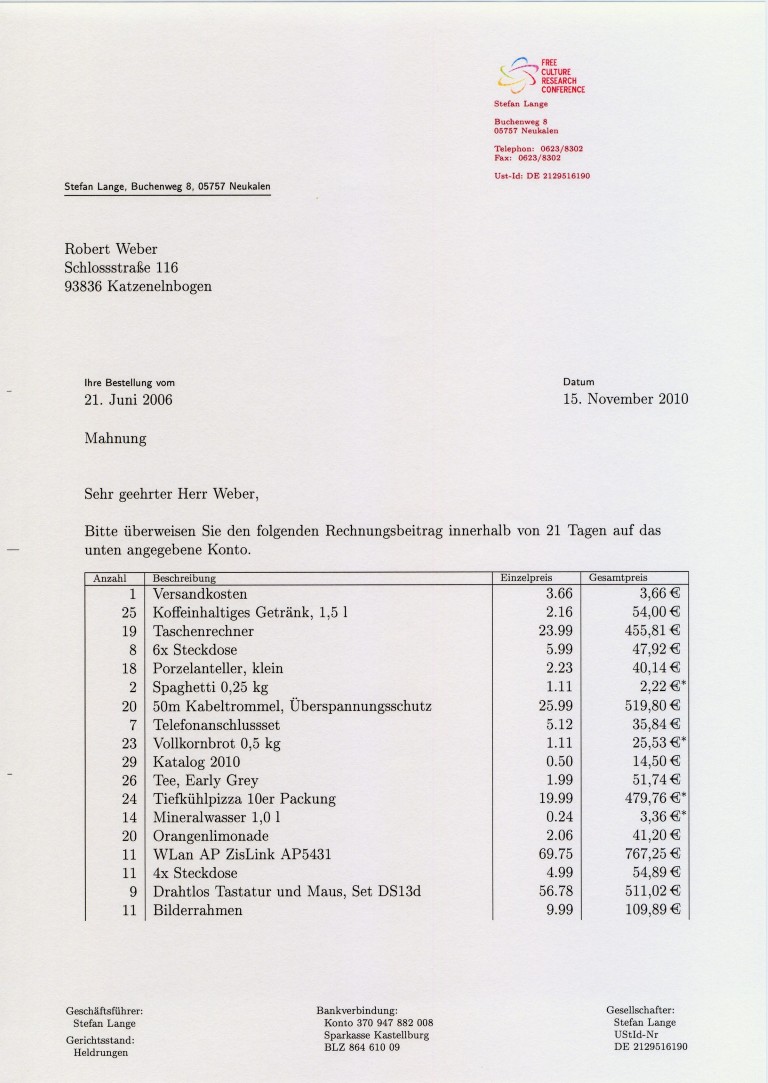 FREE
CULTURE
RESEARCH
CONFERENCE
Stefan Lange
Buchenweg 8
05757 Neukalen
Telephon: 0623/8302
Fax: 0623/8302
Ust-Id: DE 2129516190
Stefan Lange, Buchenweg 8, 05757 Neukalen
Robert Weber
Schlossstraße 116
93836 Katzenelnbogen
Ihre Bestellung vom Datum
21. Juni 2006 15. November 2010
Mahnung
Sehr geehrter Herr Weber,
Bitte überweisen Sie den folgenden Rechnungsbeitrag innerhalb von 21 Tagen auf das
unten angegebene Konto.
Anzahl Beschreibung Einzelpreis Gesamtpreis
1 Versandkosten 3.66 3,66 €
25 Koffeinhaltiges Getränk, 1,5 l 2.16 54,00 €
19 Taschenrechner 23.99 455,81 €
8 6x Steckdose 5.99 47,92 €
18 Porzelanteller, klein 2.23 40,14 €
2 Spaghetti 0,25 kg 1.11 2,22 €*
20 50m Kabeltrommel, Überspannungsschutz 25.99 519,80 €
7 Telefonanschlussset 5.12 35,84 €
23 Vollkornbrot 0,5 kg 1.11 25,53 €*
29 Katalog 2010 0.50 14,50 €
26 Tee, Early Grey 1.99 51,74 €
24 Tiefkühlpizza 10er Packung 19.99 479,76 €*
14 Mineralwasser 1,0 l 0.24 3,36 €*
20 Orangenlimonade 2.06 41,20 €
11 WLan AP ZisLink AP5431 69.75 767,25 €
11 4x Steckdose 4.99 54,89 €
9 Drahtlos Tastatur und Maus, Set DS13d 56.78 511,02 €
11 Bilderrahmen 9.99 109,89 €
Geschäftsführer:
Stefan Lange
Gerichtsstand:
Heldrungen
Bankverbindung:
Konto 370 947 882 008
Sparkasse Kastellburg
BLZ 864 610 09
Gesellschafter:
Stefan Lange
UStId-Nr
DE 2129516190